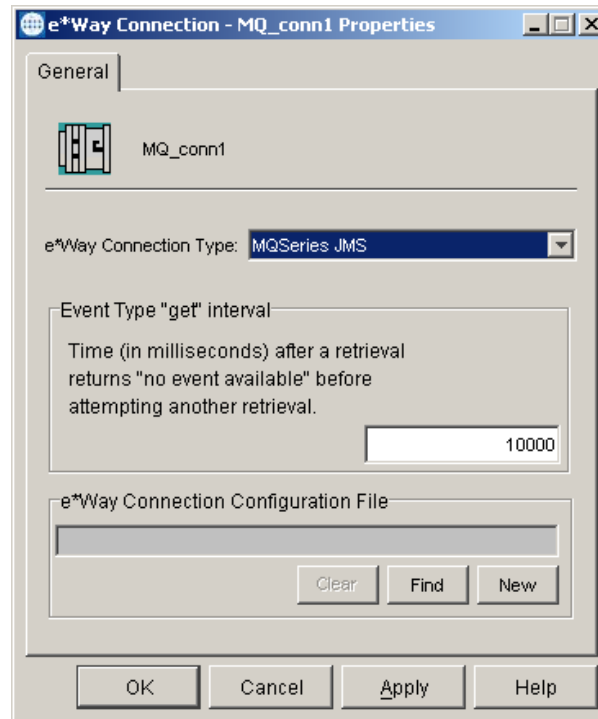 e*Way Connection - MQ_conn1 Properties
General
MQ_conn1
e*Way Connection Type: MQSeries JMS
Event Type "get" interval
Time (in milliseconds) after a retrieval
returns "no event available" before
attempting another retrieval.
10000
e*Way Connection Configuration File
Clear Find New
OK Cancel Apply Help